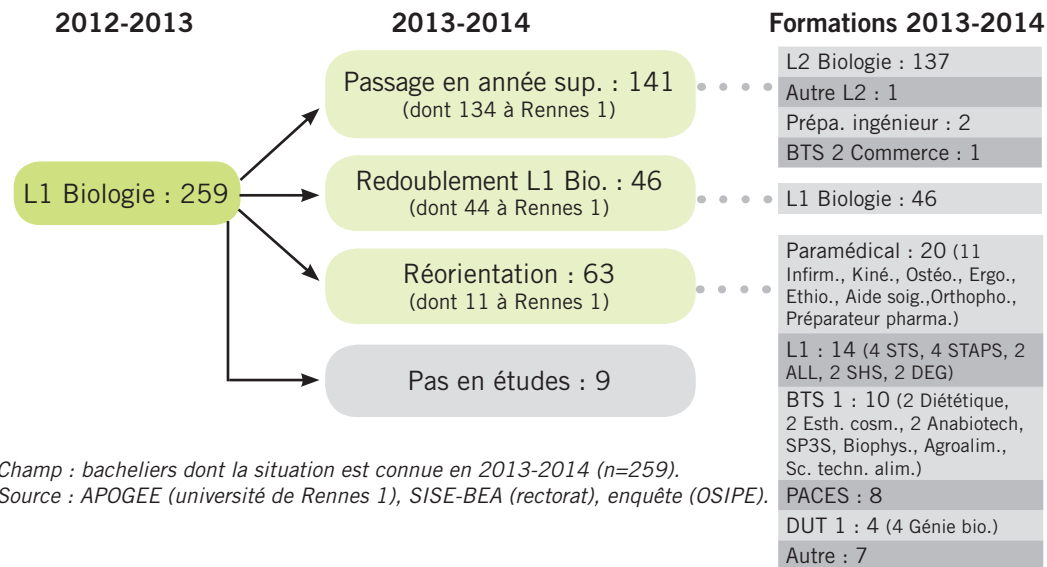 2012-2013
2013-2014
Formations 2013-2014
L1 Biologie : 259
Passage en année sup. : 141
(dont 134 à Rennes 1)
L2 Biologie : 137
Autre L2 : 1
Prépa. ingénieur : 2
BTS 2 Commerce : 1
Redoublement L1 Bio. : 46
(dont 44 à Rennes 1)
L1 Biologie : 46
Réorientation : 63
(dont 11 à Rennes 1)
Paramédical : 20 (11
Infirm., Kiné., Ostéo., Ergo.,
Ethio., Aide soig.,Orthopho.,
Préparateur pharma.)
L1 : 14 (4 STS, 4 STAPS, 2
ALL, 2 SHS, 2 DEG)
BTS 1 : 10 (2 Diététique,
2 Esth. cosm., 2 Anabiotech,
SP3S, Biophys., Agroalim.,
Sc. techn. alim.)
PACES : 8
DUT 1 : 4 (4 Génie bio.)
Autre : 7
Pas en études : 9
Champ : bacheliers dont la situation est connue en 2013-2014 (n=259).
Source : APOGEE (université de Rennes 1), SISE-BEA (rectorat), enquête (OSIPE).